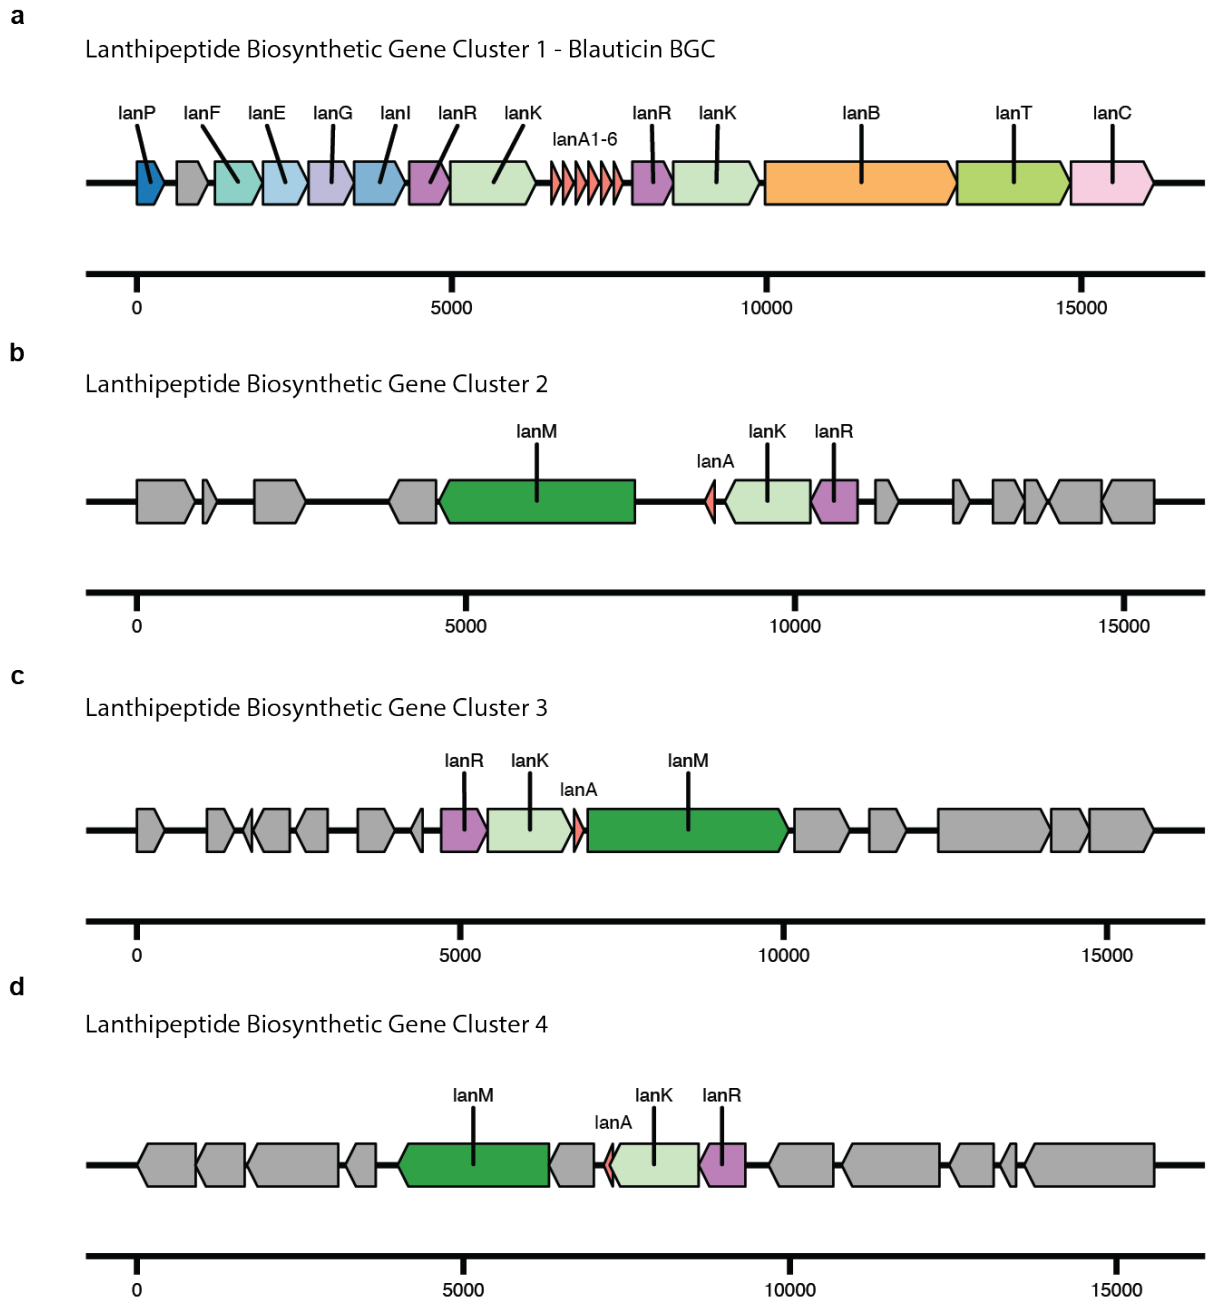 a
Lanthipeptide Biosynthetic Gene Cluster 1 - Blauticin BGC
lanP lanF lanE lanG lanI lanR lanK lanR lanK lanB lanT lanC
lanA1-6
0 5000 10000 15000
b
Lanthipeptide Biosynthetic Gene Cluster 2
lanM lanK lanR
lanA
0 5000 10000 15000
c
Lanthipeptide Biosynthetic Gene Cluster 3
lanR lanK lanM
lanA
0 5000 10000 15000
d
Lanthipeptide Biosynthetic Gene Cluster 4
lanM lanK lanR
lanA
0 5000 10000 15000